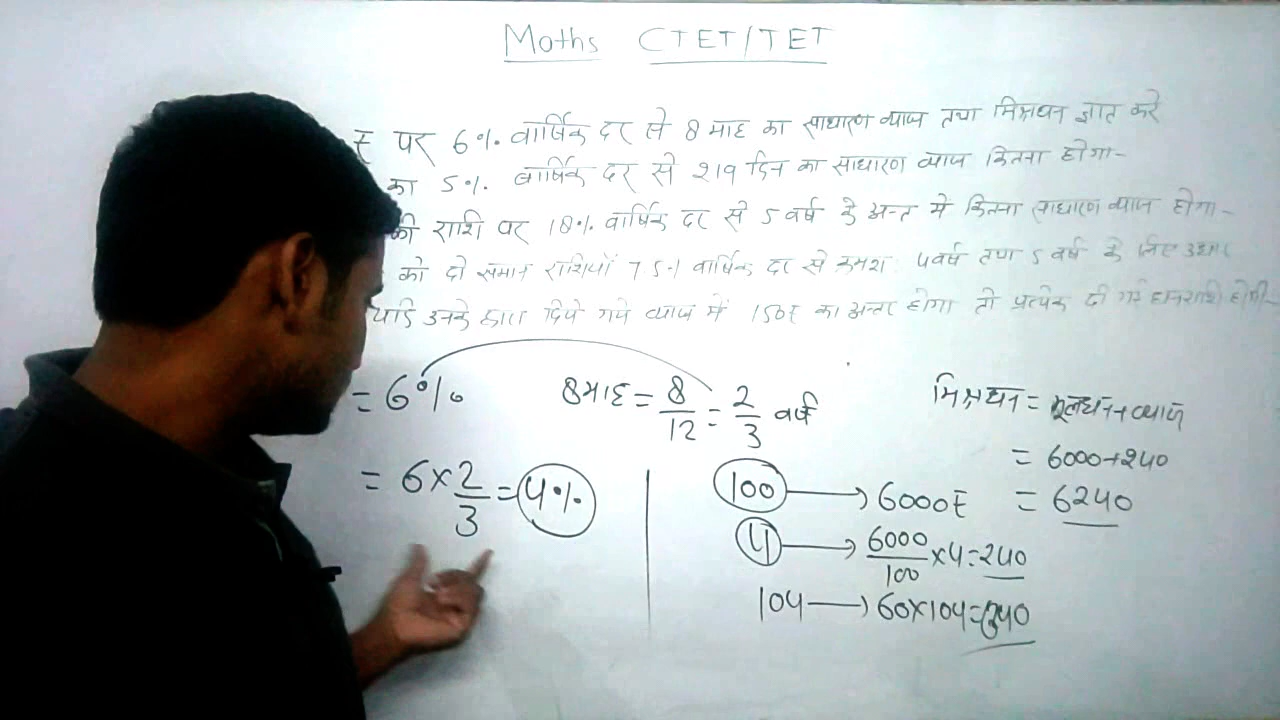 Maths CTET/TET
₹ पर 6% वार्षिक दर से 8 माह का साधारण व्याज तथा मिश्रधन ज्ञात करे
का 5% वार्षिक दर से 219 दिन का साधारण व्याज कितना होगा-
की राशि पर 18% वार्षिक दर से 5 वर्ष के अन्त मे कितना साधारण व्याज होगा-
को दो समान राशियाँ 7 5% वार्षिक दर से क्रमश: 4 वर्ष तथा 5 वर्ष के लिए उधार
यदि उनके द्वारा दिये गये व्याज में 150₹ का अन्तर होगा तो प्रत्येक दी गई धनराशि होगी-
= 6%
8 माह = 8/12 = 2/3 वर्ष
= 6 × 2/3 = 4%
100 → 6000₹
4 → 6000/100 × 4 = 240
104 → 60×104 = 6240
मिश्रधन = मूलधन + व्याज
= 6000+240
= 6240